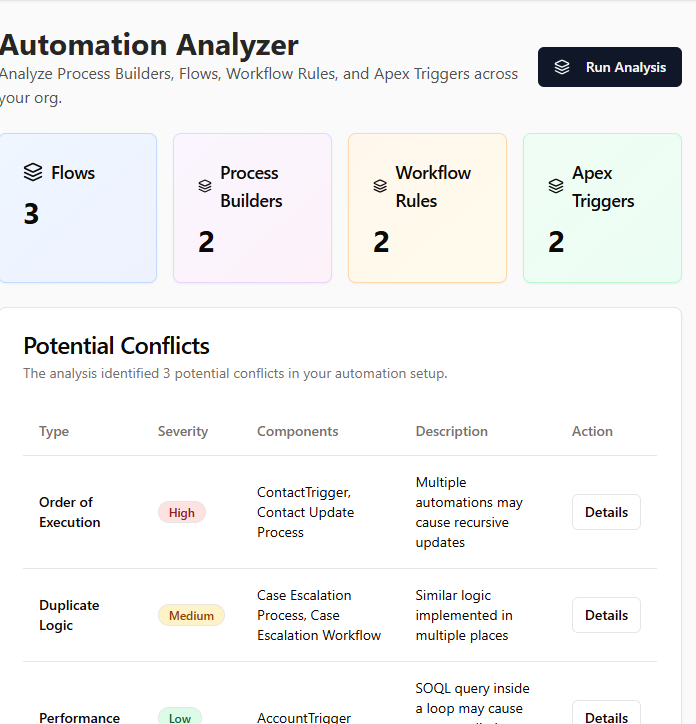 Automation Analyzer
Analyze Process Builders, Flows, Workflow Rules, and Apex Triggers across
your org.
Run Analysis
Flows
3
Process
Builders
2
Workflow
Rules
2
Apex
Triggers
2
Potential Conflicts
The analysis identified 3 potential conflicts in your automation setup.
Type Severity Components Description Action
Order of
Execution
High
ContactTrigger,
Contact Update
Process
Multiple
automations may
cause recursive
updates
Details
Duplicate
Logic
Medium
Case Escalation
Process, Case
Escalation Workflow
Similar logic
implemented in
multiple places
Details
Performance
Low
AccountTrigger
SOQL query inside
a loop may cause
Details